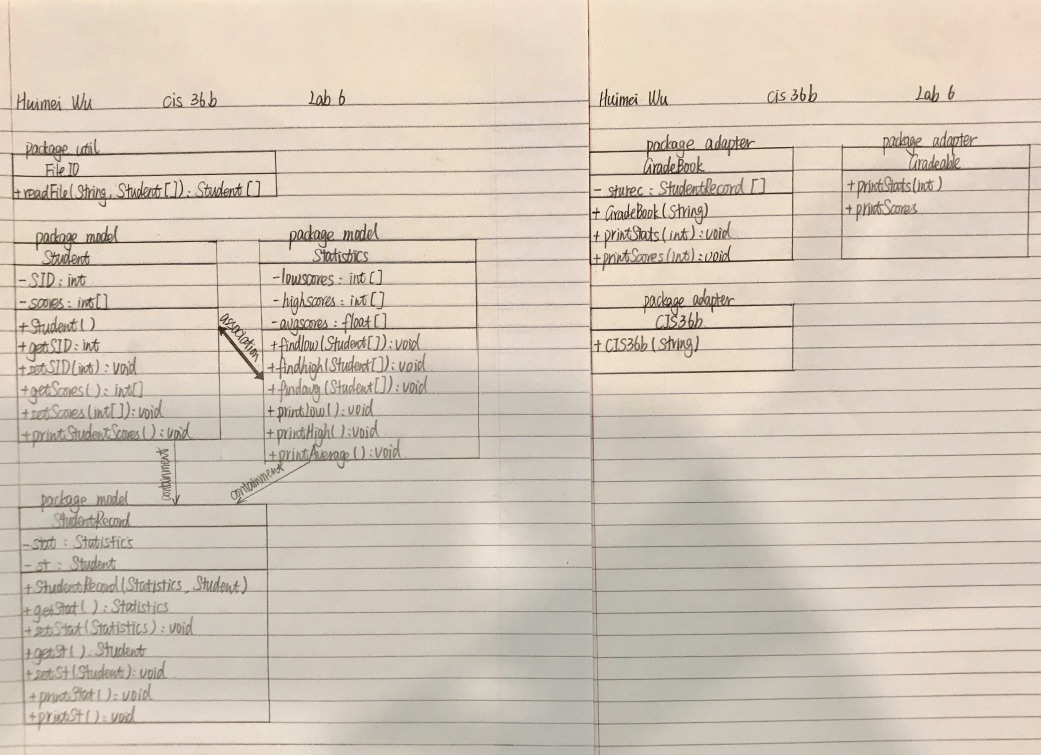 Huimei Wu cis 36b Lab 6
package util
FileIO
+readFile(String, Student[]): Student[]
package model
Student
-SID: int
-scores: int[]
+Student()
+getSID: int
+setSID(int): void
+getScores(): int[]
+setScores(int[]): void
+printStudentScores(): void
association
package model
Statistics
-lowscores: int[]
-highscores: int[]
-avgscores: float[]
+findlow(Student[]): void
+findhigh(Student[]): void
+findavg(Student[]): void
+printLow(): void
+printHigh(): void
+printAverage(): void
containment
containment
package model
StudentRecord
-stat: Statistics
-st: Student
+StudentRecord(Statistics, Student)
+getStat(): Statistics
+setStat(Statistics): void
+getSt(): Student
+setSt(Student): void
+printStat(): void
+printSt(): void
Huimei Wu cis 36b Lab 6
package adapter
GradeBook
- sturec: StudentRecord []
+ GradeBook(String)
+printStats(int): void
+printScores(int): void
package adapter
Gradeable
+printStats(int)
+printScores
package adapter
CIS36b
+ CIS36b(String)